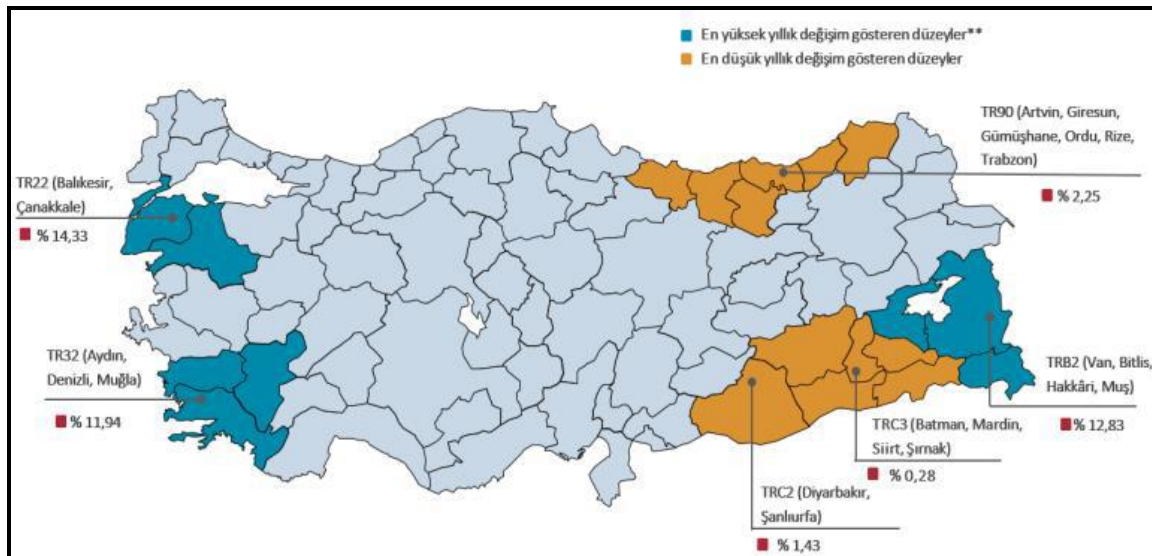 En yüksek yıllık değişim gösteren düzeyler**
En düşük yıllık değişim gösteren düzeyler
TR90 (Artvin, Giresun,
Gümüşhane, Ordu, Rize,
Trabzon)
% 2,25
TR22 (Balıkesir,
Çanakkale)
% 14,33
TR32 (Aydın,
Denizli, Muğla)
% 11,94
TRB2 (Van, Bitlis,
Hakkâri, Muş)
% 12,83
TRC3 (Batman, Mardin,
Siirt, Şırnak)
% 0,28
TRC2 (Diyarbakır,
Şanlıurfa)
% 1,43